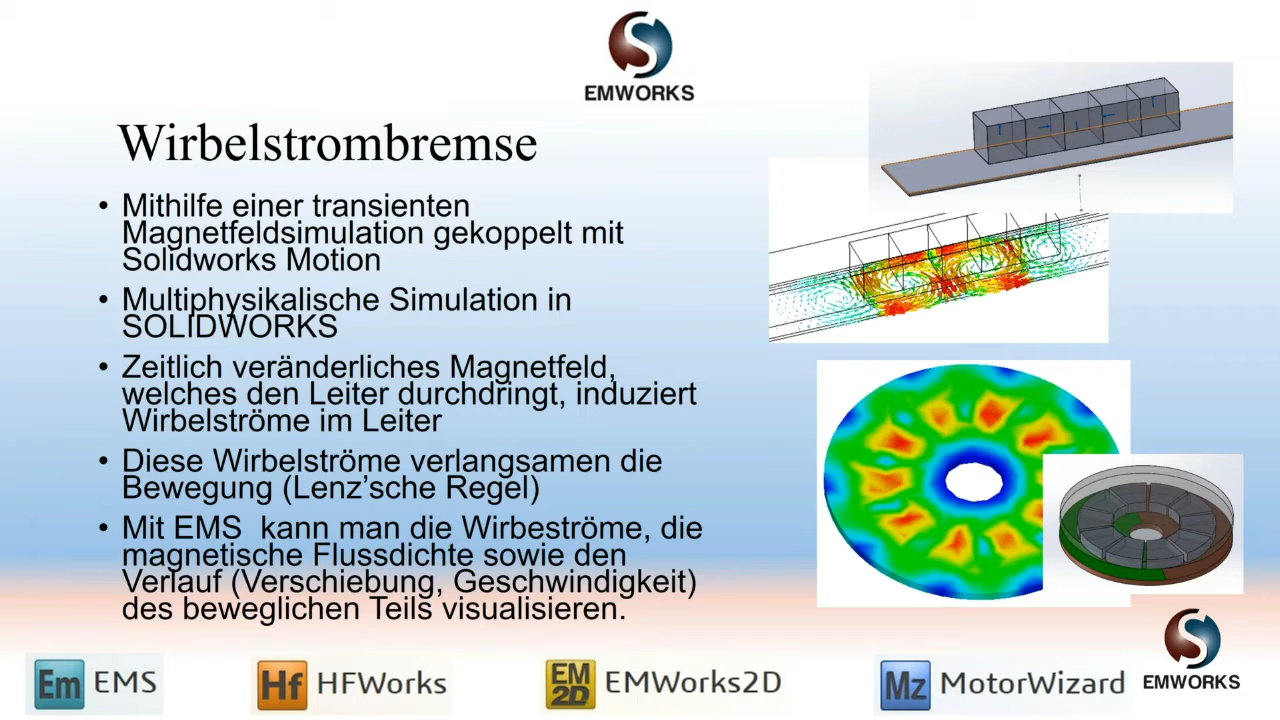 EMWORKS
Wirbelstrombremse
• Mithilfe einer transienten
Magnetfeldsimulation gekoppelt mit
Solidworks Motion
• Multiphysikalische Simulation in
SOLIDWORKS
• Zeitlich veränderliches Magnetfeld,
welches den Leiter durchdringt, induziert
Wirbelströme im Leiter
• Diese Wirbelströme verlangsamen die
Bewegung (Lenz’sche Regel)
• Mit EMS  kann man die Wirbeströme, die
magnetische Flussdichte sowie den
Verlauf (Verschiebung, Geschwindigkeit)
des beweglichen Teils visualisieren.
Em EMS
Hf HFWorks
EM 2D EMWorks2D
Mz MotorWizard
EMWORKS